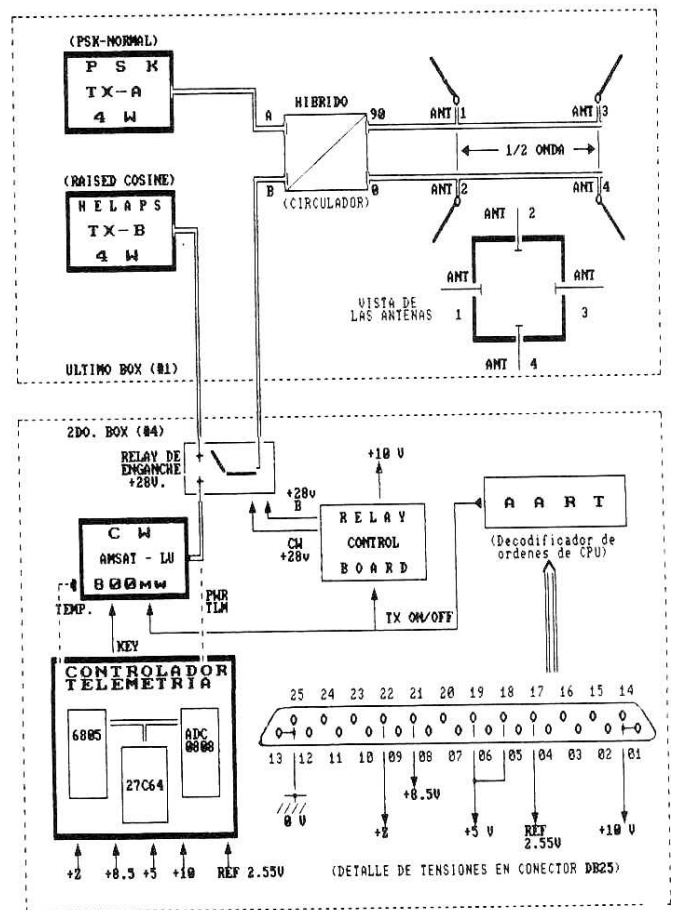 (PSK-NORMAL)
P S K
TX-A
4 W
HIBRIDO
A
90
ANT 1
ANT 3
1/2 ONDA
(RAISED COSINE)
B
0
ANT 2
ANT 4
(CIRCULADOR)
HELAPS
TX-B
4 W
ANT 2
ANT
ANT
VISTA DE
LAS ANTENAS
1
3
ANT 4
ULTIMO BOX (#1)
2DO. BOX (#4)
RELAY DE
ENGANCHE
+28V.
+10 V
+28v
B
CW
+28v
RELAY
CONTROL
BOARD
A A R T
(Decodificador de
ordenes de CPU)
C W
AMSAT - LU
800mw
TEMP.
PWR
TLM
TX ON/OFF
KEY
CONTROLADOR
TELEMETRIA
6805
ADC
0808
27C64
25 24 23 22 21 20 19 18 17 16 15 14
13 12 11 10 09 08 07 06 05 04 03 02 01
+8.5V
0 V
+Z
+5 V
REF
2.55V
+10 V
+Z +8.5 +5 +10 REF 2.55V
(DETALLE DE TENSIONES EN CONECTOR DB25)